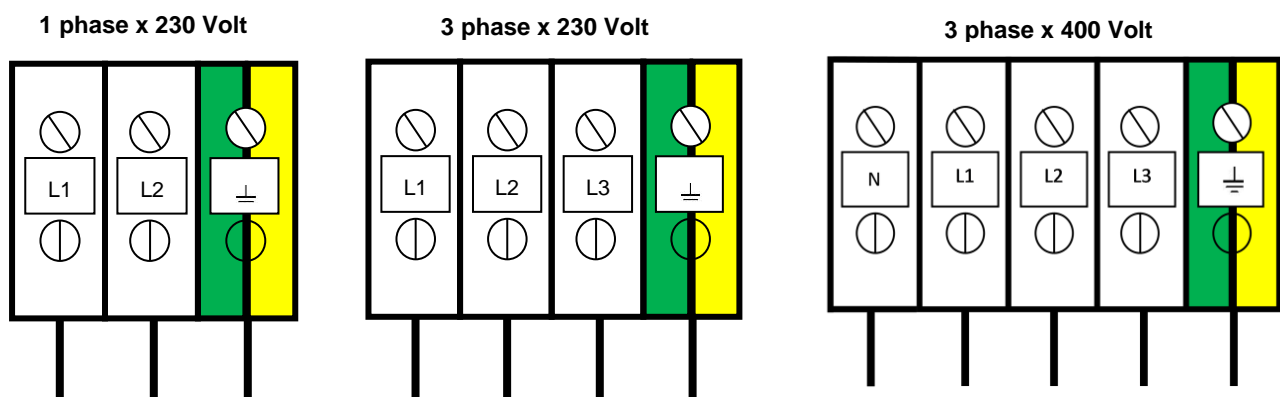 1 phase x 230 Volt
L1
L2
3 phase x 230 Volt
L1
L2
L3
3 phase x 400 Volt
N
L1
L2
L3